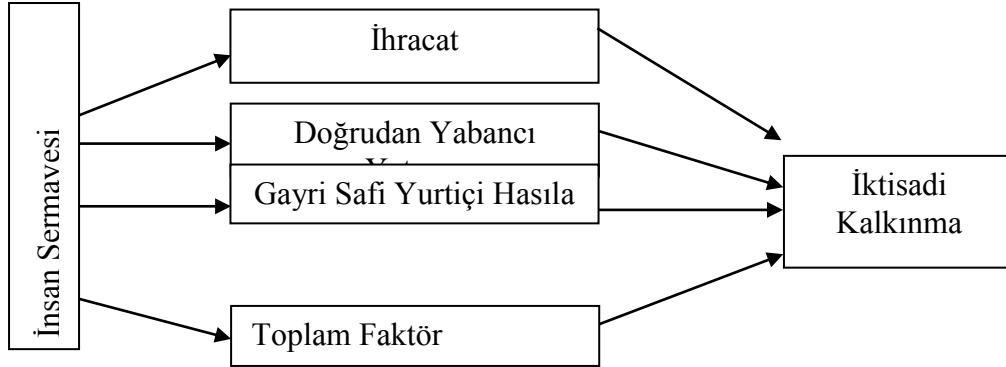 İnsan Sermayesi
İhracat
Doğrudan Yabancı
Gayri Safi Yurtiçi Hasıla
Toplam Faktör
İktisadi
Kalkınma